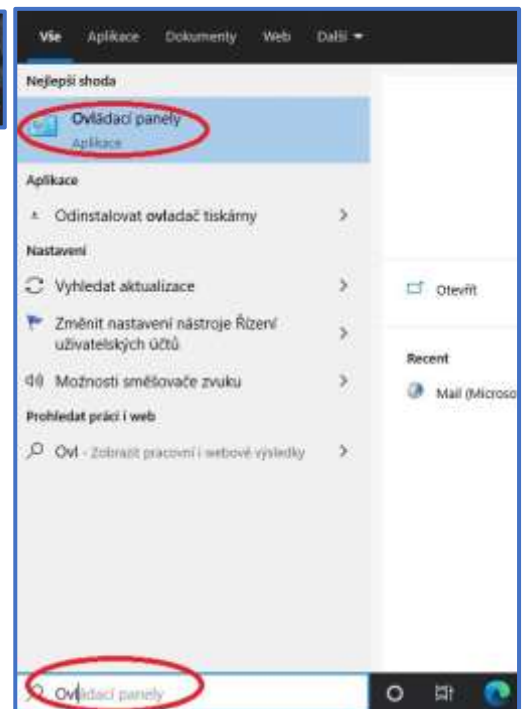 Vše Aplikace Dokumenty Web Další
Nejlepší shoda
Ovládací panely
Aplikace
Aplikace
Odinstalovat ovladač tiskárny
Nastavení
Vyhledat aktualizace
Změnit nastavení nástroje Řízení
uživatelských účtů
Možnosti směšovače zvuku
Prohledat práci i web
Ovl - Zobrazit pracovní i webové výsledky
Otevřít
Recent
Mail (Microso
Ovládací panely